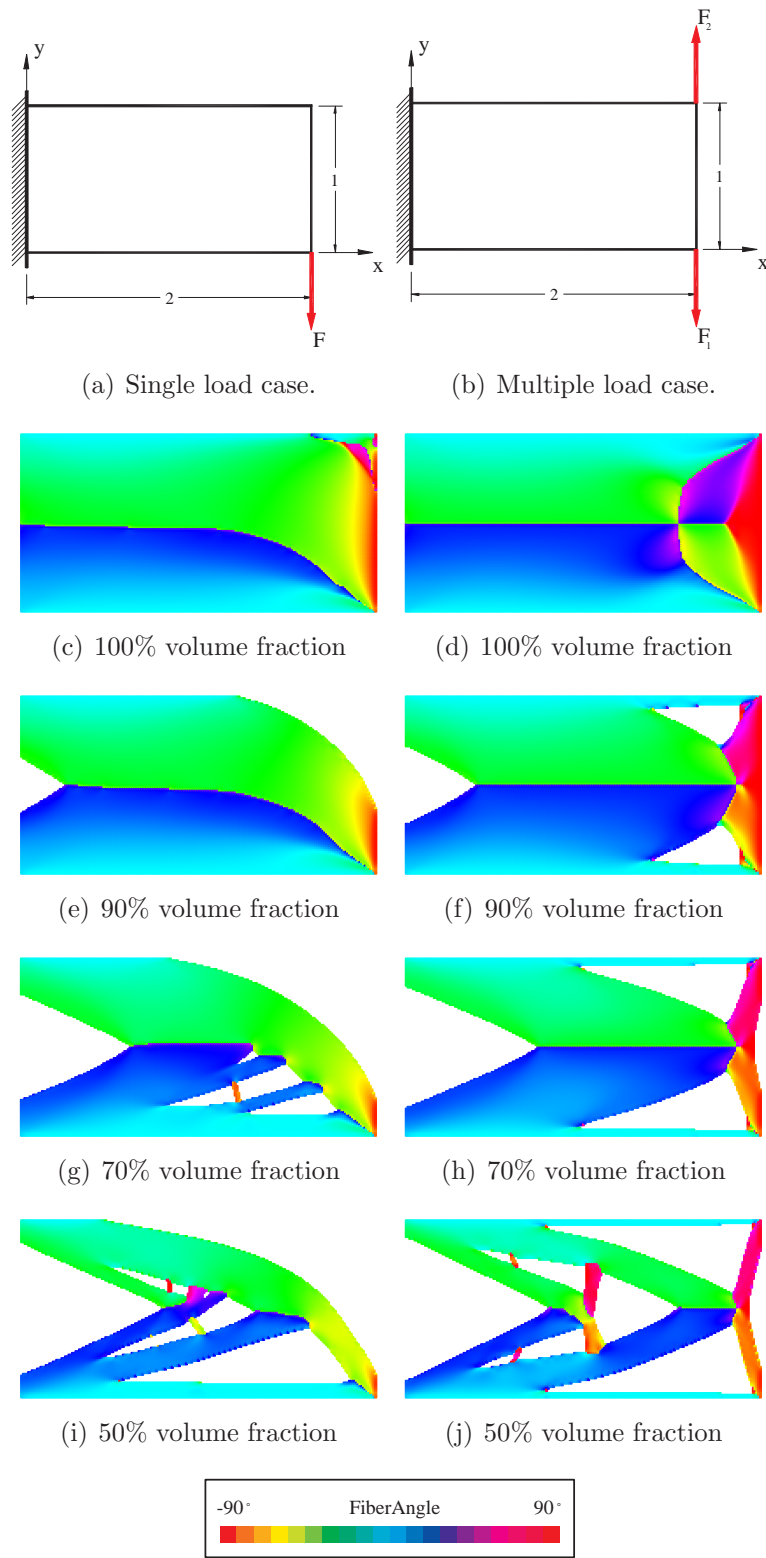 y
1
x
2
F
(a) Single load case.
F₂
y
1
x
2
F₁
(b) Multiple load case.
(c) 100% volume fraction
(d) 100% volume fraction
(e) 90% volume fraction
(f) 90% volume fraction
(g) 70% volume fraction
(h) 70% volume fraction
(i) 50% volume fraction
(j) 50% volume fraction
-90° FiberAngle 90°